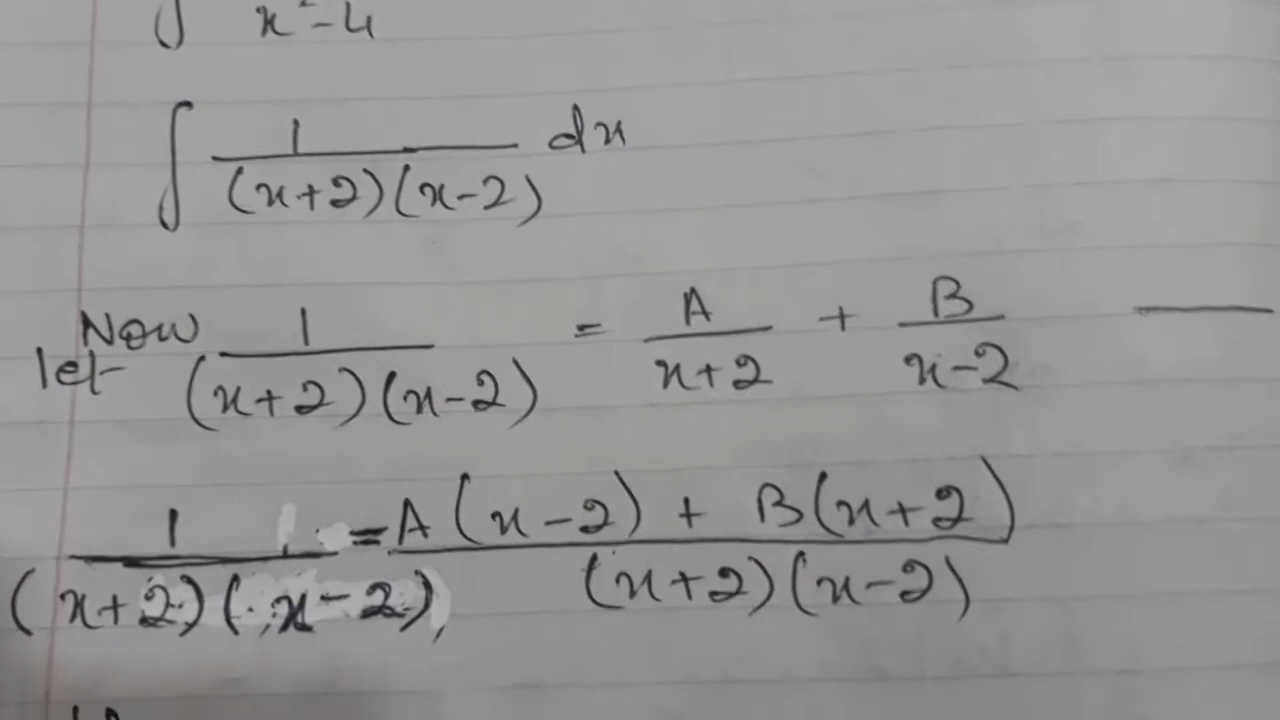 ∫ x²-4
∫ 1/((x+2)(x-2)) dx
Now let 1/((x+2)(x-2)) = A/(x+2) + B/(x-2)
1/((x+2)(x-2)) = (A(x-2) + B(x+2))/((x+2)(x-2))